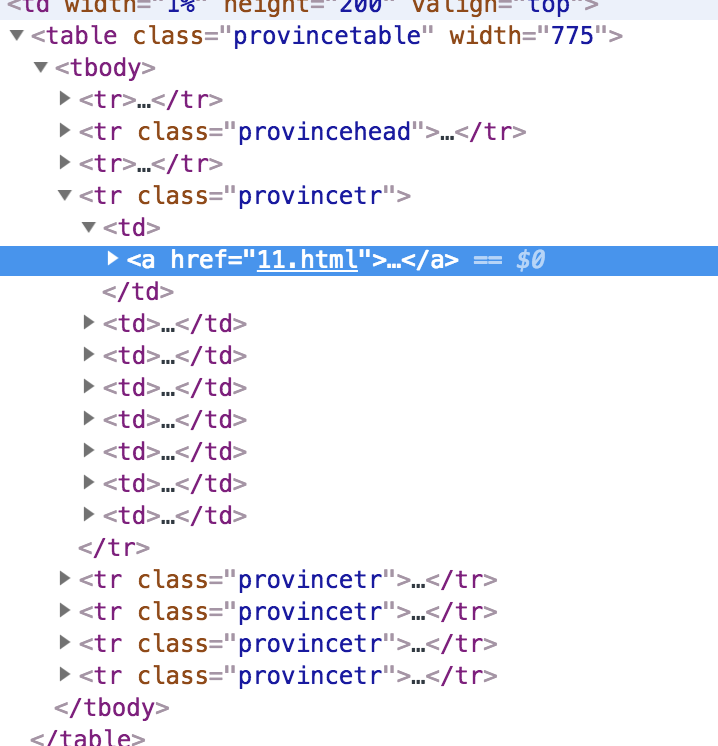 <td width="1%" height="200" valign="top">
<table class="provincetable" width="775">
<tbody>
<tr>…</tr>
<tr class="provincehead">…</tr>
<tr>…</tr>
<tr class="provincetr">
<td>
<a href="11.html">…</a> == $0
</td>
<td>…</td>
<td>…</td>
<td>…</td>
<td>…</td>
<td>…</td>
<td>…</td>
<td>…</td>
</tr>
<tr class="provincetr">…</tr>
<tr class="provincetr">…</tr>
<tr class="provincetr">…</tr>
<tr class="provincetr">…</tr>
</tbody>
</table>